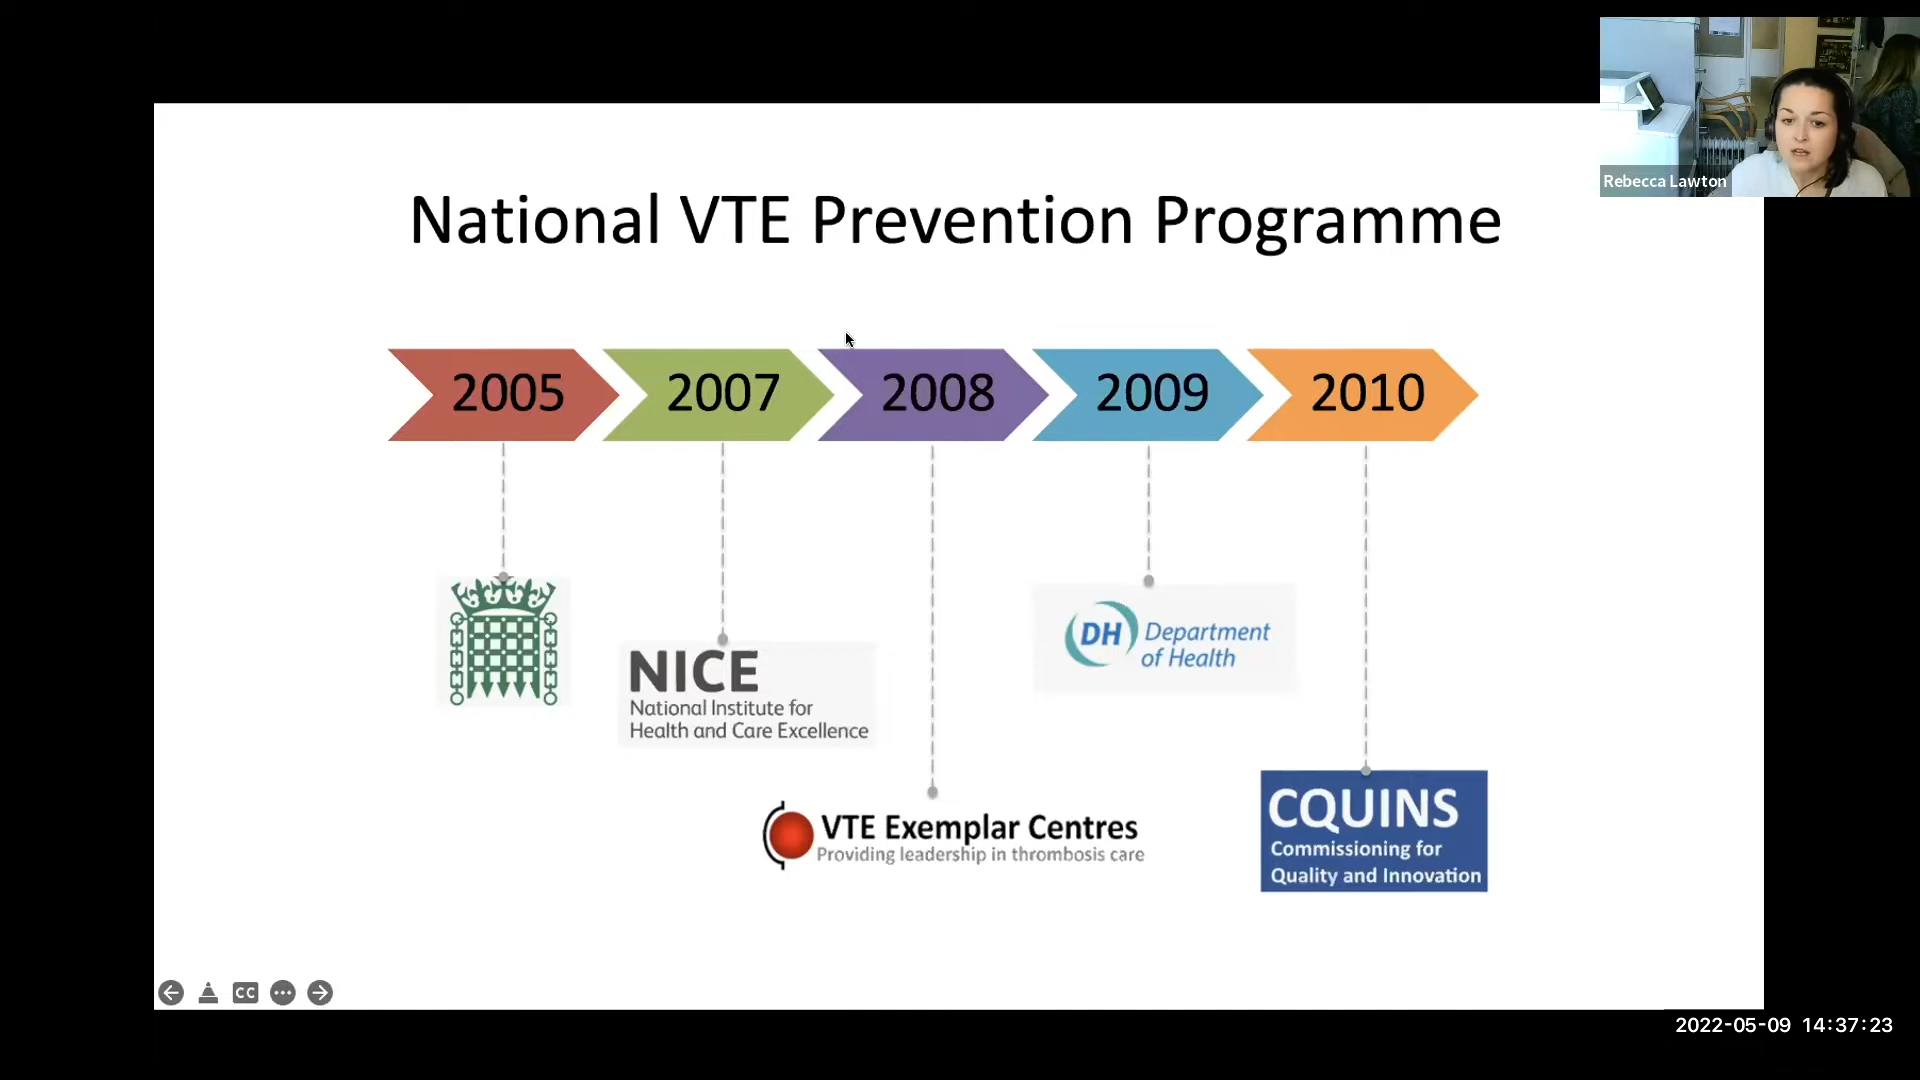 Rebecca Lawton
National VTE Prevention Programme
2005
2007
2008
2009
2010
NICE
National Institute for
Health and Care Excellence
DH Department
of Health
VTE Exemplar Centres
Providing leadership in thrombosis care
CQUINS
Commissioning for
Quality and Innovation
CC
2022-05-09 14:37:23